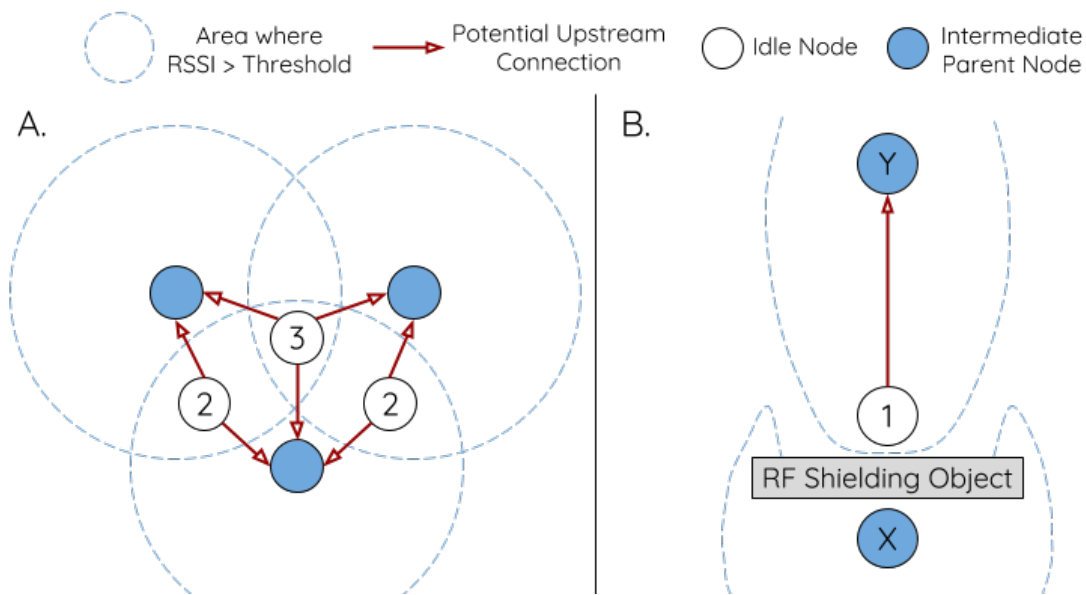 Area where
RSSI > Threshold
Potential Upstream
Connection
Idle Node
Intermediate
Parent Node
A.
3
2
2
B.
Y
1
RF Shielding Object
X